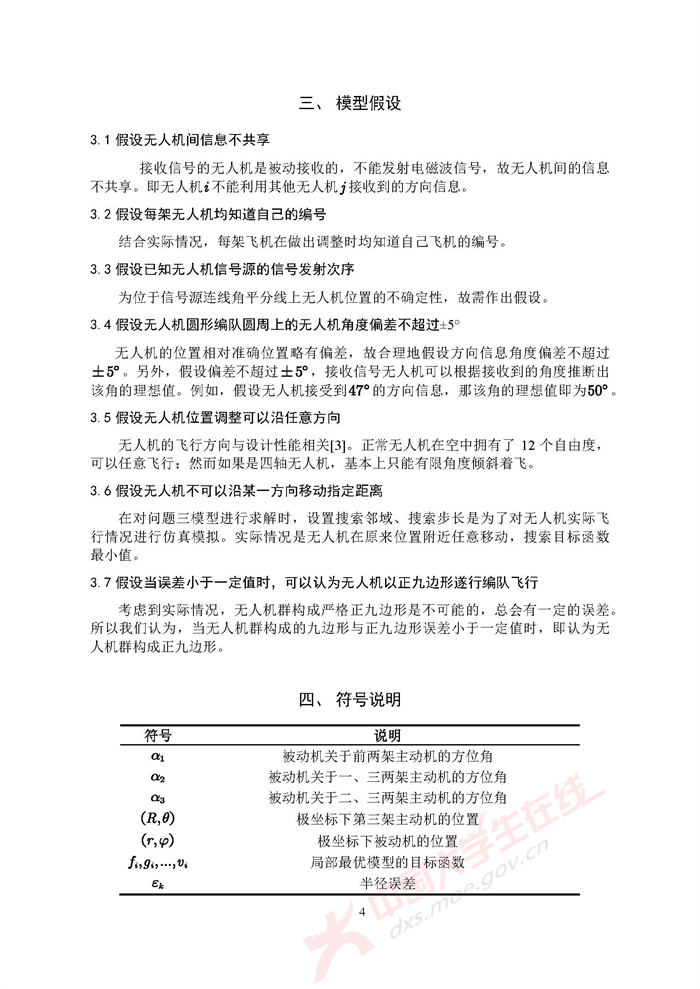 三、 模型假设
3.1 假设无人机间信息不共享
接收信号的无人机是被动接收的，不能发射电磁波信号，故无人机间的信息
不共享。即无人机i不能利用其他无人机j接收到的方向信息。
3.2 假设每架无人机均知道自己的编号
结合实际情况，每架飞机在做出调整时均知道自己飞机的编号。
3.3 假设已知无人机信号源的信号发射次序
为位于信号源连线角平分线上无人机位置的不确定性，故需作出假设。
3.4 假设无人机圆形编队圆周上的无人机角度偏差不超过±5°
无人机的位置相对准确位置略有偏差，故合理地假设方向信息角度偏差不超过
±5°。另外，假设偏差不超过±5°，接收信号无人机可以根据接收到的角度推断出
该角的理想值。例如，假设无人机接受到47°的方向信息，那该角的理想值即为50°。
3.5 假设无人机位置调整可以沿任意方向
无人机的飞行方向与设计性能相关[3]。正常无人机在空中拥有了 12 个自由度，
可以任意飞行；然而如果是四轴无人机，基本上只能有限角度倾斜着飞。
3.6 假设无人机不可以沿某一方向移动指定距离
在对问题三模型进行求解时，设置搜索邻域、搜索步长是为了对无人机实际飞
行情况进行仿真模拟。实际情况是无人机在原来位置附近任意移动，搜索目标函数
最小值。
3.7 假设当误差小于一定值时，可以认为无人机以正九边形遂行编队飞行
考虑到实际情况，无人机群构成严格正九边形是不可能的，总会有一定的误差。
所以我们认为，当无人机群构成的九边形与正九边形误差小于一定值时，即认为无
人机群构成正九边形。
四、 符号说明
符号 说明
α₁ 被动机关于前两架主动机的方位角
α₂ 被动机关于一、三两架主动机的方位角
α₃ 被动机关于二、三两架主动机的方位角
(R,θ) 极坐标下第三架主动机的位置
(r,φ) 极坐标下被动机的位置
fᵢ,gᵢ,...,vᵢ 局部最优模型的目标函数
εₖ 半径误差
4
中国大学生在线
dxs.moe.gov.cn